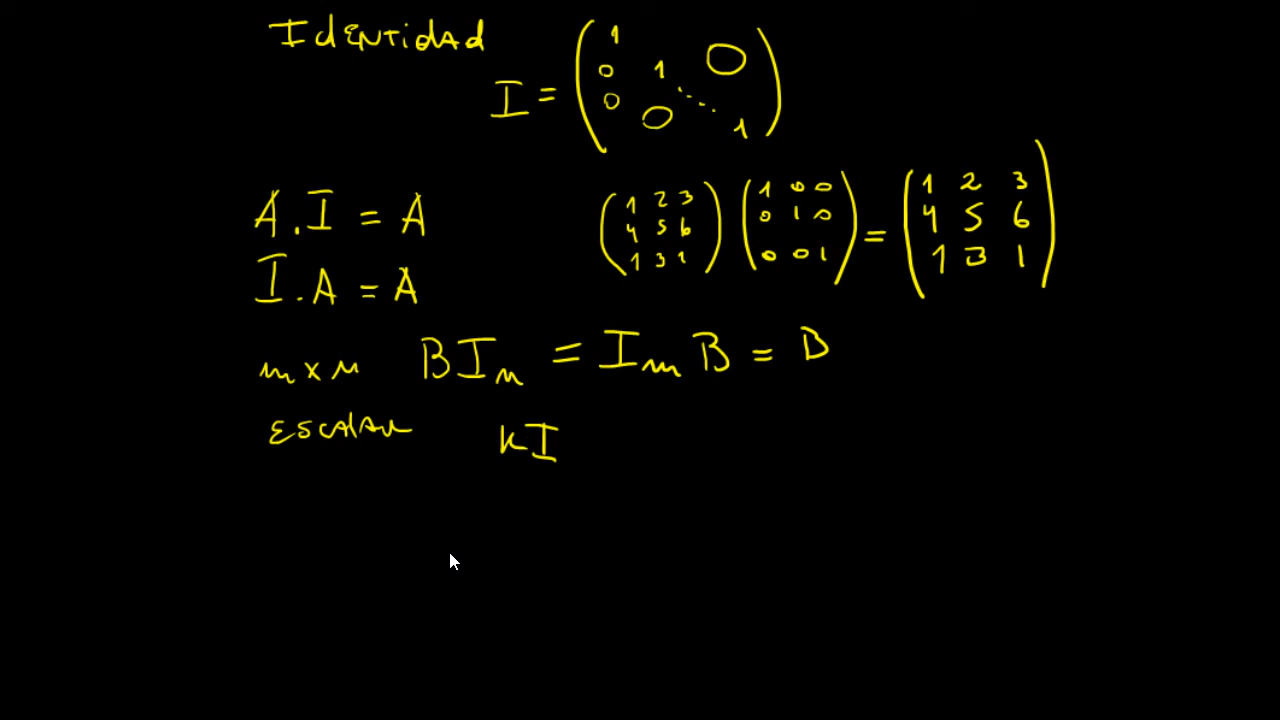 Identidad
I = ( 1 0 1 0 0 0 ⋱ 1 )
A.I = A
( 1 2 3 4 5 6 1 3 1 ) ( 1 0 0 0 1 0 0 0 1 ) = ( 1 2 3 4 5 6 1 3 1 )
I.A = A
m x n B I_n = I_m B = B
Escalar kI